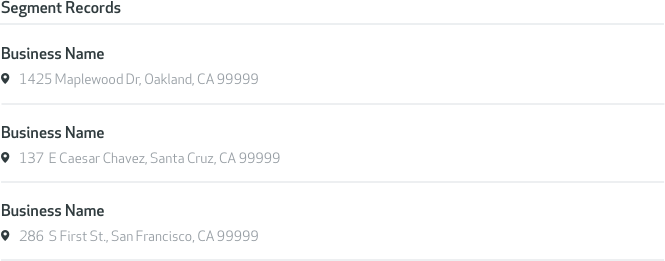 Segment Records
Business Name
1425 Maplewood Dr, Oakland, CA 99999
Business Name
137 E Caesar Chavez, Santa Cruz, CA 99999
Business Name
286 S First St., San Francisco, CA 99999